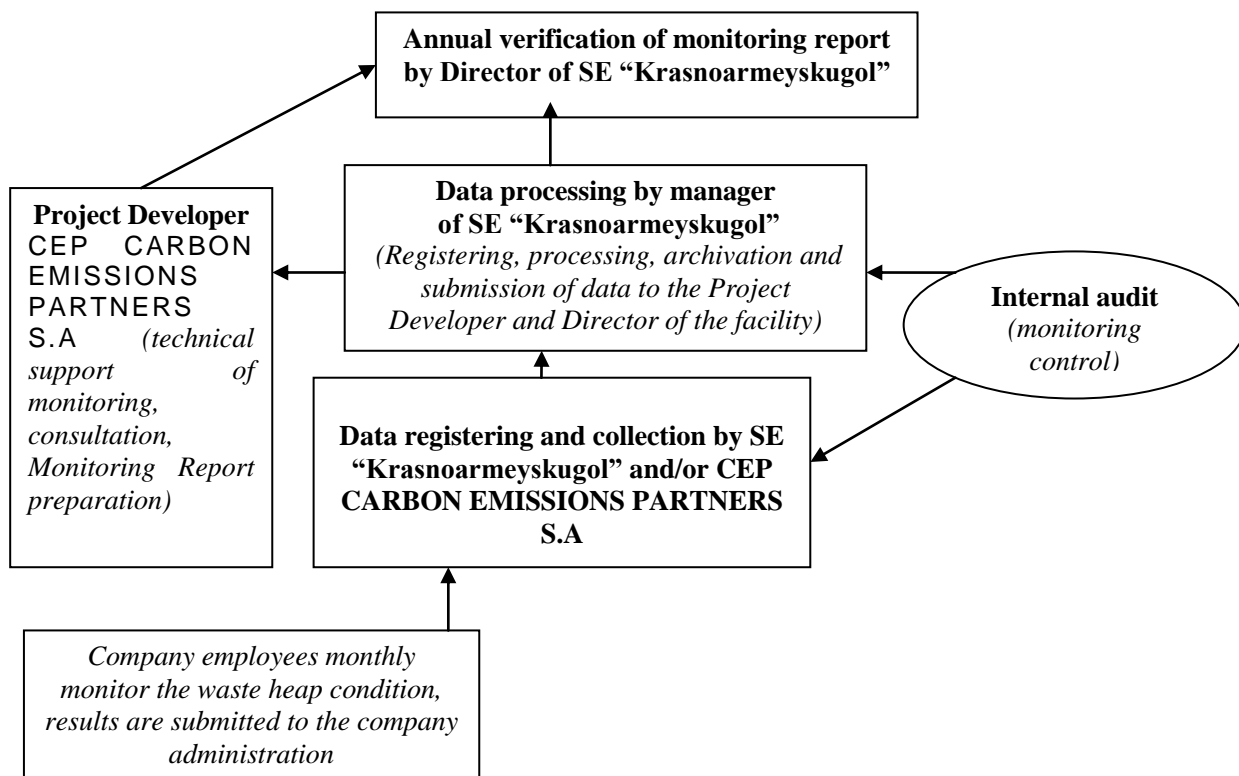 Annual verification of monitoring report
by Director of SE “Krasnoarmeyskugol”
Data processing by manager
of SE “Krasnoarmeyskugol”
(Registering, processing, archivation and
submission of data to the Project
Developer and Director of the facility)
Project Developer
CEP CARBON
EMISSIONS
PARTNERS
S.A (technical
support of
monitoring,
consultation,
Monitoring Report
preparation)
Internal audit
(monitoring
control)
Data registering and collection by SE
“Krasnoarmeyskugol” and/or CEP
CARBON EMISSIONS PARTNERS
S.A
Company employees monthly
monitor the waste heap condition,
results are submitted to the company
administration